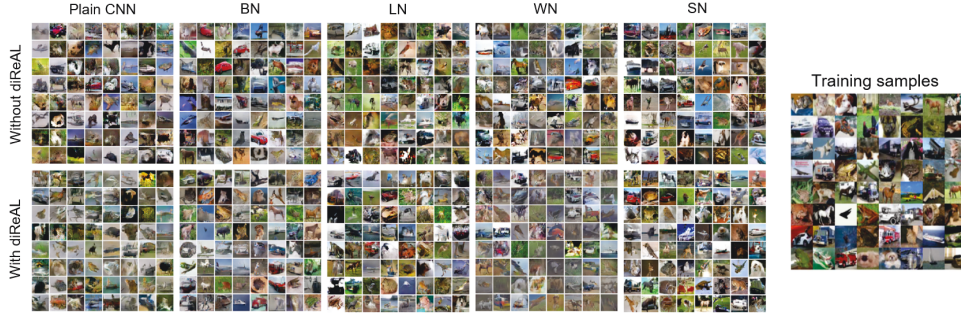 Plain CNN
BN
LN
WN
SN
Without diReAL
With diReAL
Training samples